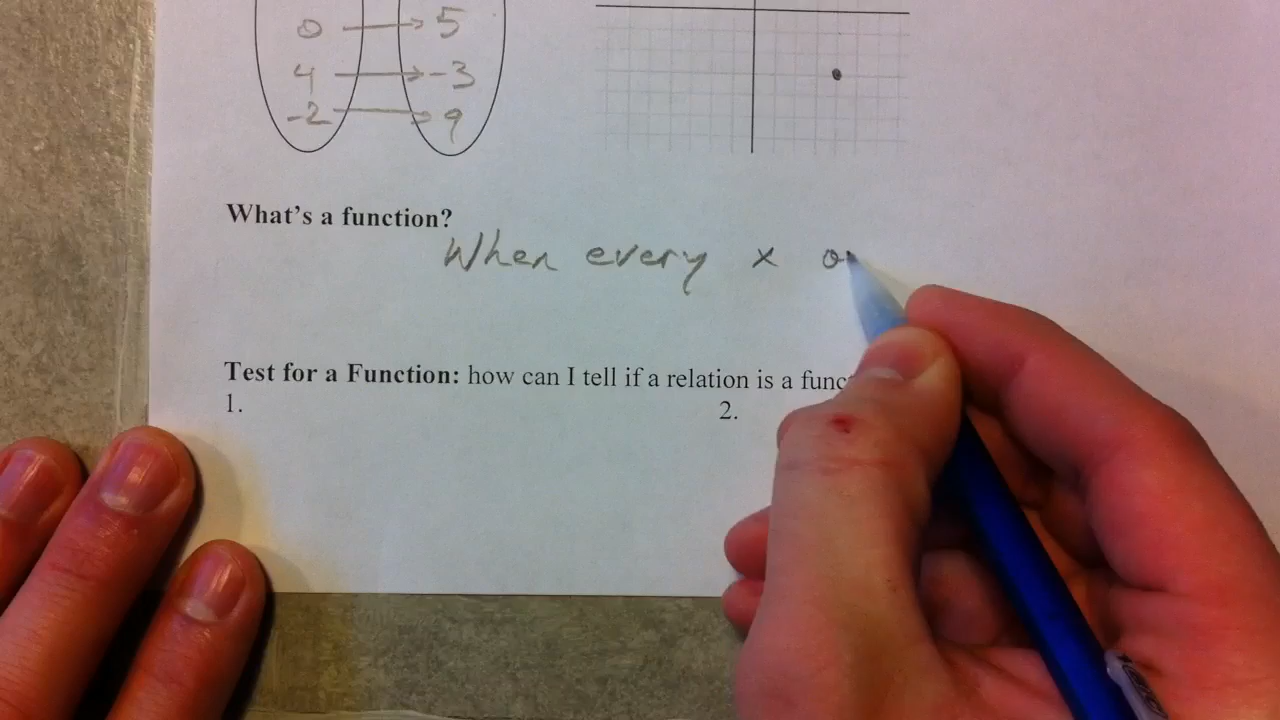 0 5
4 -3
-2 9
What's a function?
When every x
Test for a Function: how can I tell if a relation is a func
1. 2.